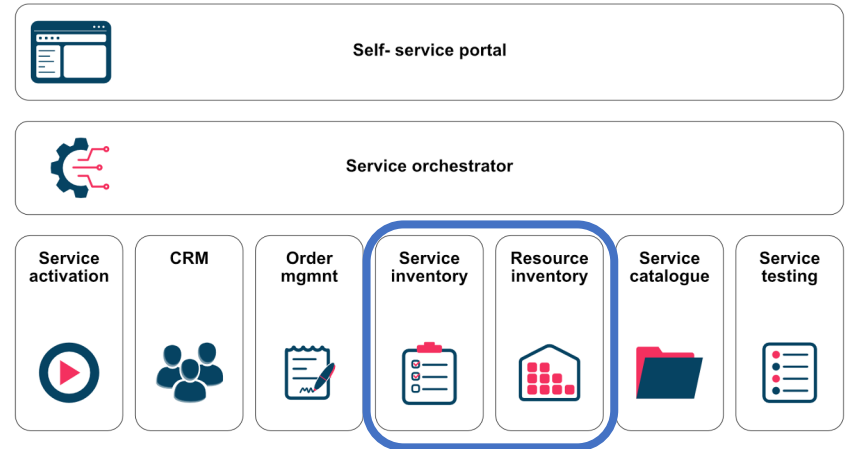 Self- service portal
Service orchestrator
Service
activation
CRM
Order
mgmnt
Service
inventory
Resource
inventory
Service
catalogue
Service
testing